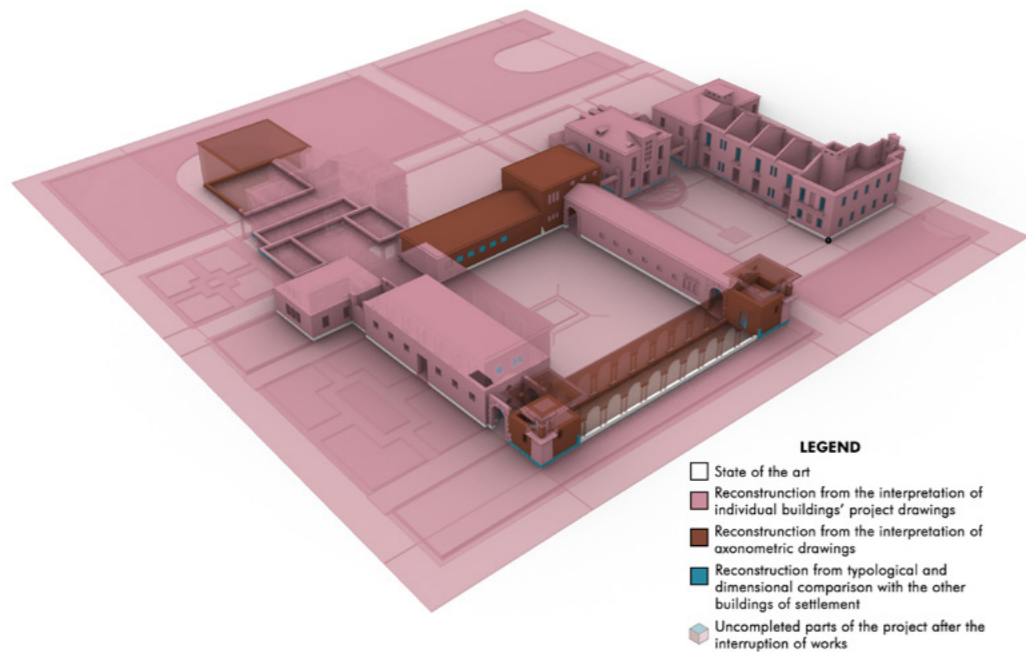 LEGEND
State of the art
Reconstrunction from the interpretation of
individual buildings' project drawings
Reconstrunction from the interpretation of
axonometric drawings
Reconstruction from typological and
dimensional comparison with the other
buildings of settlement
Uncompleted parts of the project after the
interruption of works